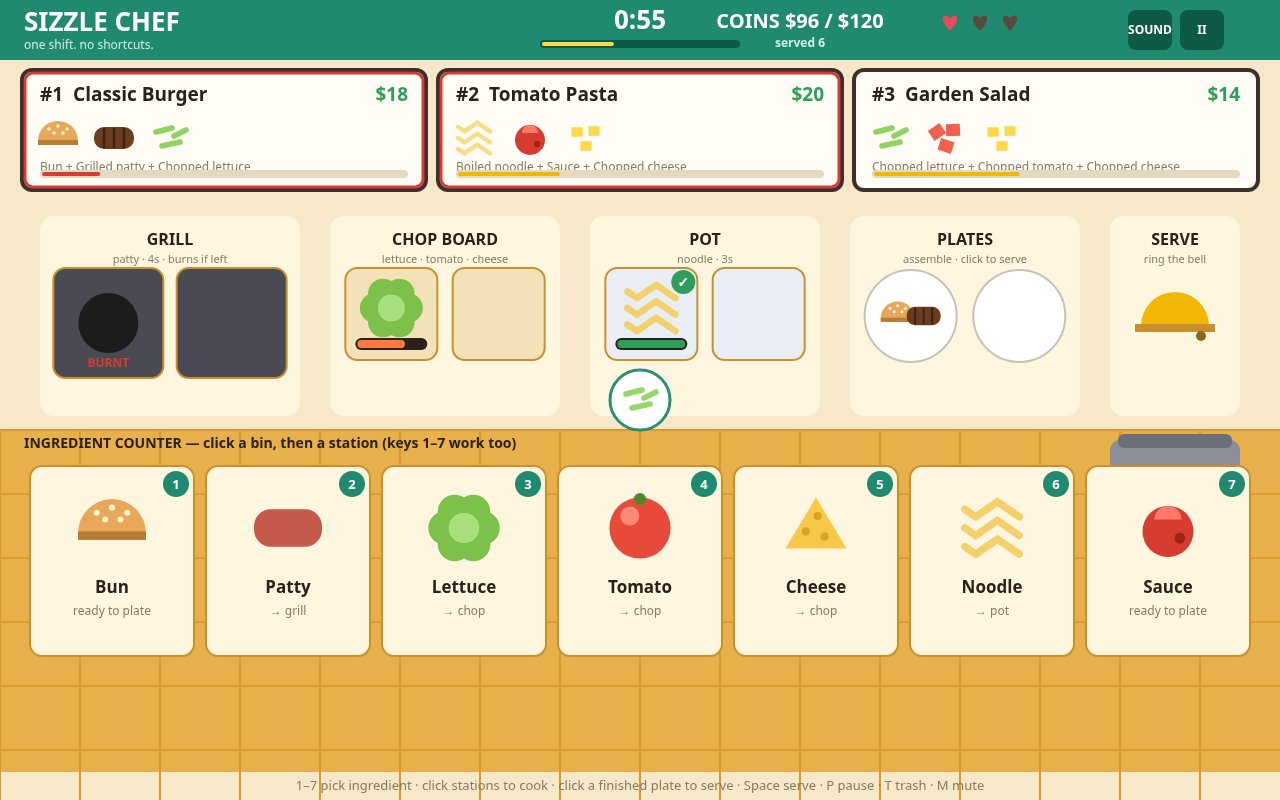 SIZZLE CHEF
one shift. no shortcuts.
0:55
COINS $96 / $120
served 6
SOUND
II
#1 Classic Burger $18
Bun + Grilled patty + Chopped lettuce
#2 Tomato Pasta $20
Boiled noodle + Sauce + Chopped cheese
#3 Garden Salad $14
Chopped lettuce + Chopped tomato + Chopped cheese
GRILL
patty · 4s · burns if left
BURNT
CHOP BOARD
lettuce · tomato · cheese
POT
noodle · 3s
✓
PLATES
assemble · click to serve
SERVE
ring the bell
INGREDIENT COUNTER — click a bin, then a station (keys 1–7 work too)
1
Bun
ready to plate
2
Patty
→ grill
3
Lettuce
→ chop
4
Tomato
→ chop
5
Cheese
→ chop
6
Noodle
→ pot
7
Sauce
ready to plate
1–7 pick ingredient · click stations to cook · click a finished plate to serve · Space serve · P pause · T trash · M mute